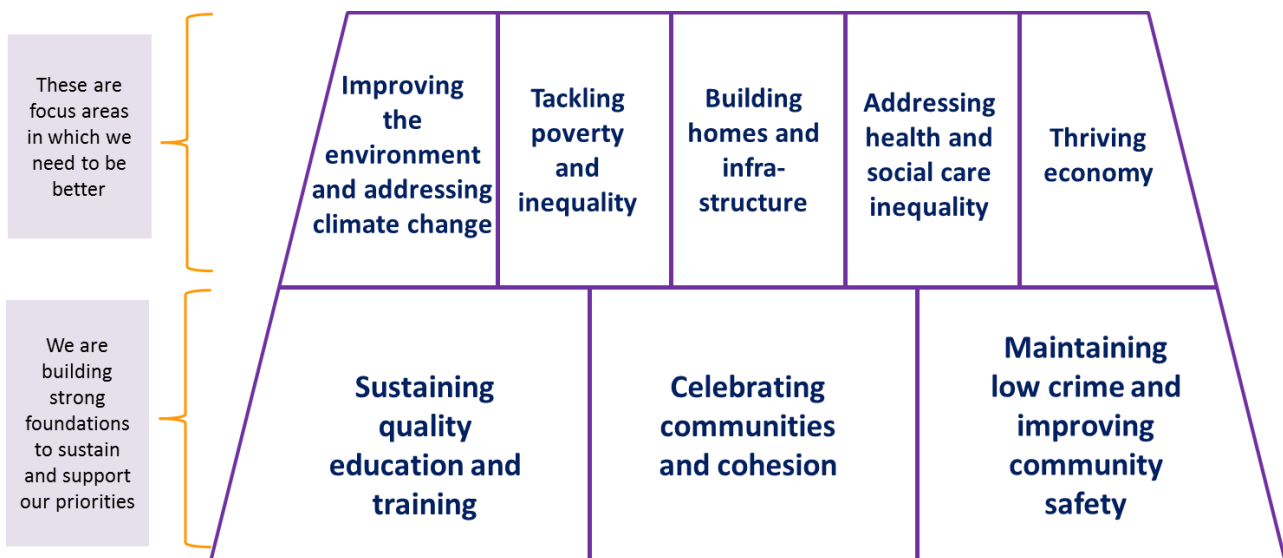 These are
focus areas
in which we
need to be
better
Improving
the
environment
and addressing
climate change
Tackling
poverty
and
inequality
Building
homes and
infra-
structure
Addressing
health and
social care
inequality
Thriving
economy
We are
building
strong
foundations
to sustain
and support
our priorities
Sustaining
quality
education and
training
Celebrating
communities
and cohesion
Maintaining
low crime and
improving
community
safety